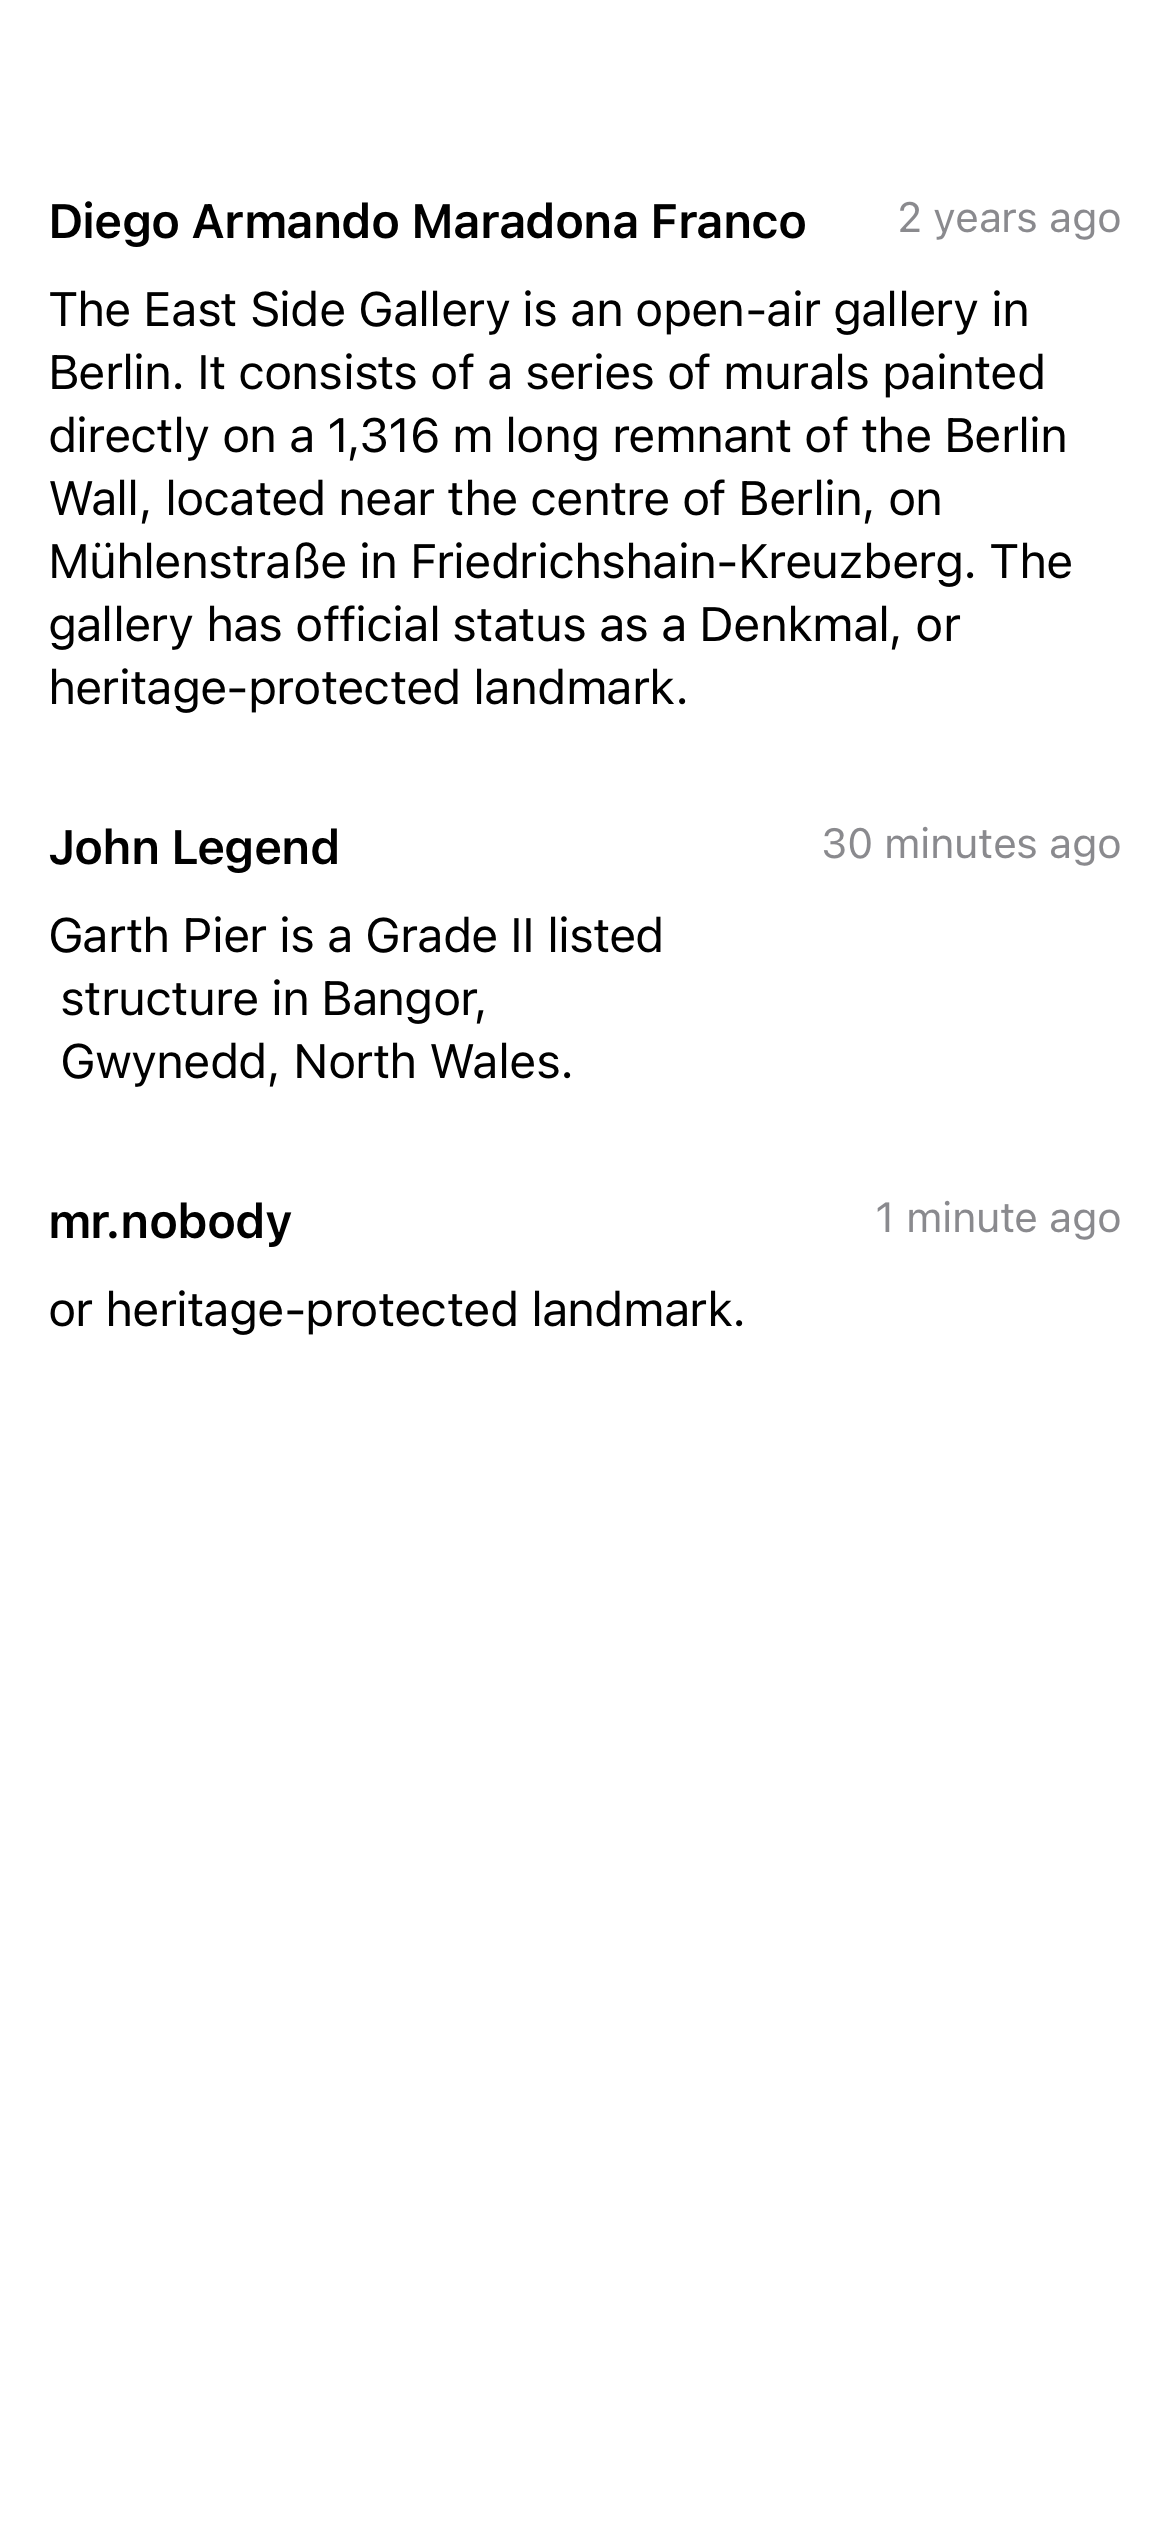 Diego Armando Maradona Franco 2 years ago
The East Side Gallery is an open-air gallery in
Berlin. It consists of a series of murals painted
directly on a 1,316 m long remnant of the Berlin
Wall, located near the centre of Berlin, on
Mühlenstraße in Friedrichshain-Kreuzberg. The
gallery has official status as a Denkmal, or
heritage-protected landmark.
John Legend 30 minutes ago
Garth Pier is a Grade II listed
structure in Bangor,
Gwynedd, North Wales.
mr.nobody 1 minute ago
or heritage-protected landmark.